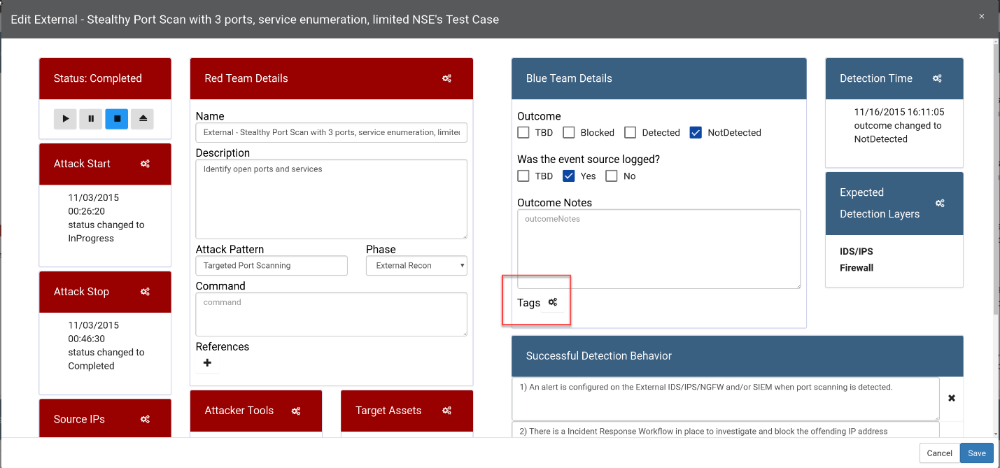 Edit External - Stealthy Port Scan with 3 ports, service enumeration, limited NSE's Test Case
Status: Completed
Attack Start
11/03/2015
00:26:20
status changed to
InProgress
Attack Stop
11/03/2015
00:46:30
status changed to
Completed
Source IPs
Red Team Details
Name
External - Stealthy Port Scan with 3 ports, service enumeration, limited
Description
Identify open ports and services
Attack Pattern
Phase
Targeted Port Scanning
External Recon
Command
command
References
Attacker Tools
Target Assets
Blue Team Details
Outcome
TBD Blocked Detected NotDetected
Was the event source logged?
TBD Yes No
Outcome Notes
outcomeNotes
Tags
Detection Time
11/16/2015 16:11:05
outcome changed to
NotDetected
Expected
Detection Layers
IDS/IPS
Firewall
Successful Detection Behavior
1) An alert is configured on the External IDS/IPS/NGFW and/or SIEM when port scanning is detected.
2) There is a Incident Response Workflow in place to investigate and block the offending IP address
Cancel
Save